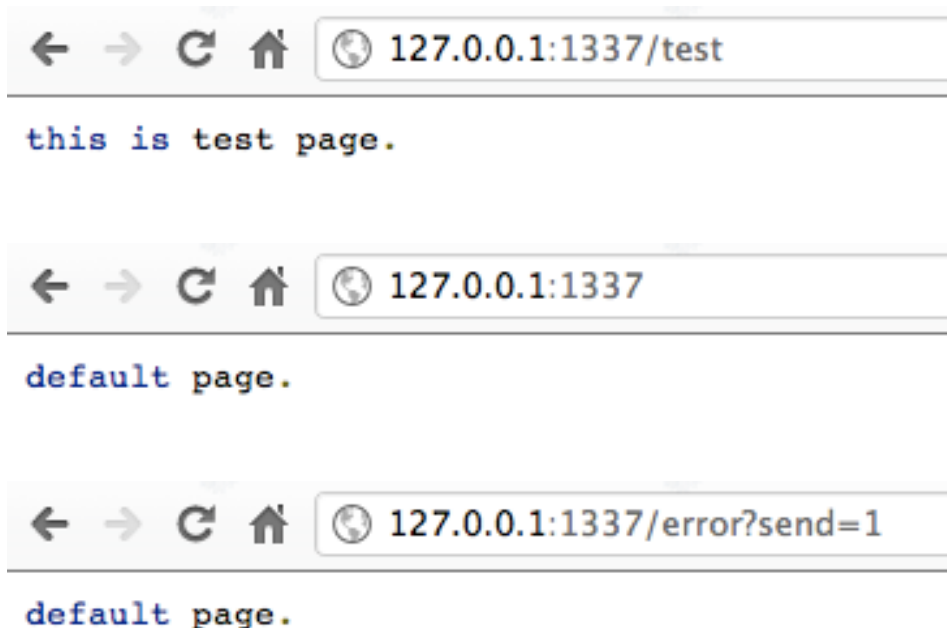 127.0.0.1:1337/test
this is test page.
127.0.0.1:1337
default page.
127.0.0.1:1337/error?send=1
default page.